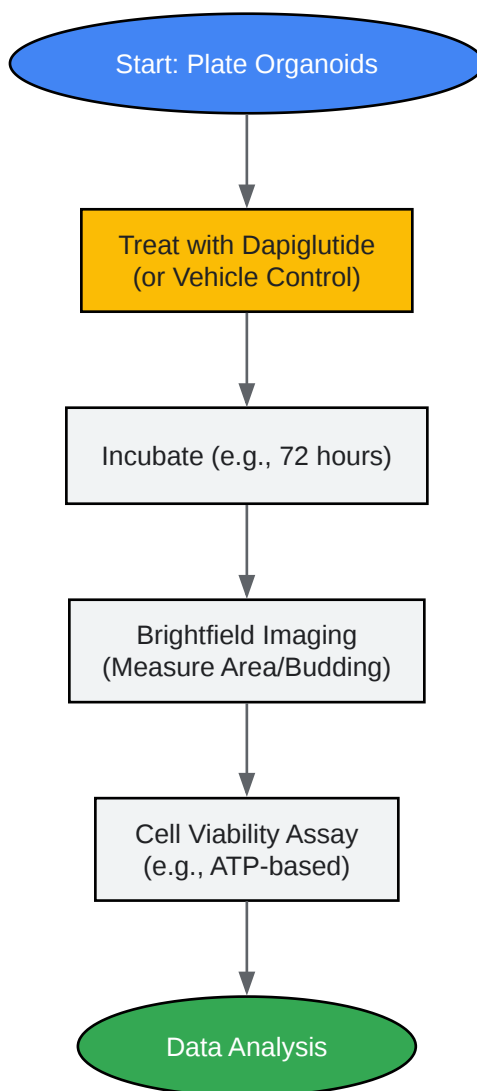 Start: Plate Organoids
Treat with Dapiglutide
(or Vehicle Control)
Incubate (e.g., 72 hours)
Brightfield Imaging
(Measure Area/Budding)
Cell Viability Assay
(e.g., ATP-based)
Data Analysis